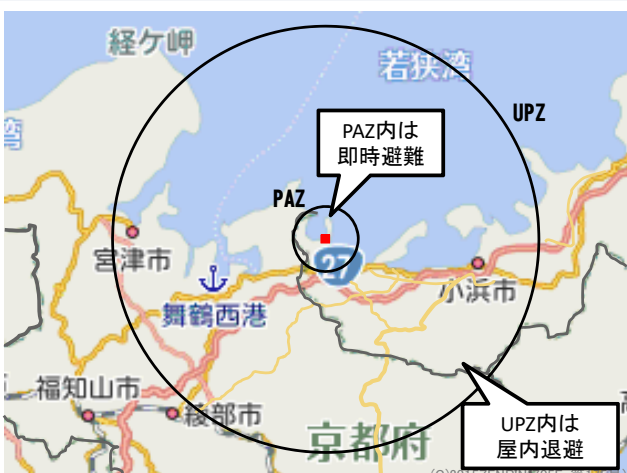 経ケ岬
若狭湾
UPZ
PAZ内は
即時避難
湾
PAZ
宮津市
27
小浜市
舞鶴西港
福知山市
綾部市
京都府
UPZ内は
屋内退避